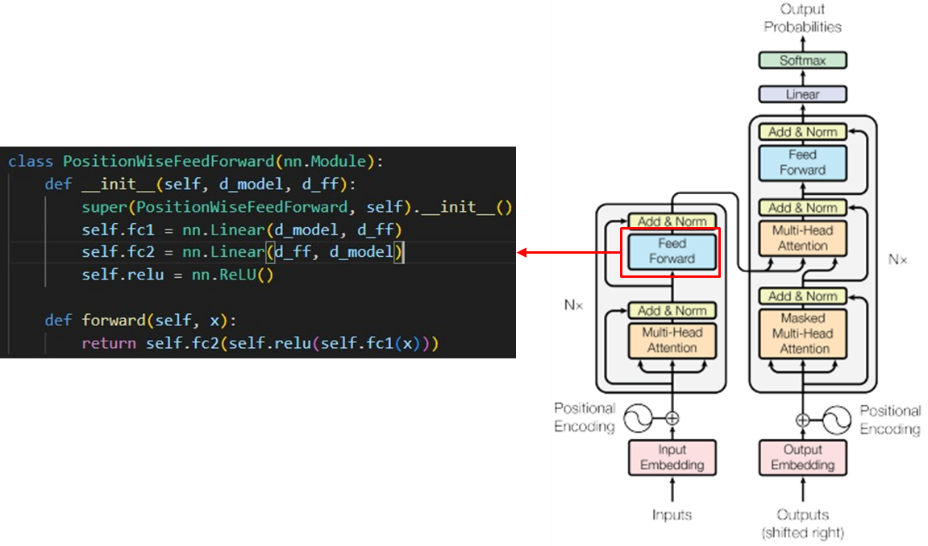 class PositionWiseFeedForward(nn.Module):
    def __init__(self, d_model, d_ff):
        super(PositionWiseFeedForward, self).__init__()
        self.fc1 = nn.Linear(d_model, d_ff)
        self.fc2 = nn.Linear(d_ff, d_model)
        self.relu = nn.ReLU()
    def forward(self, x):
        return self.fc2(self.relu(self.fc1(x)))
Output
Probabilities
Softmax
Linear
Add & Norm
Feed
Forward
Add & Norm
Multi-Head
Attention
Nx
Add & Norm
Masked
Multi-Head
Attention
Add & Norm
Feed
Forward
Nx
Add & Norm
Multi-Head
Attention
Positional
Encoding
Positional
Encoding
Input
Embedding
Output
Embedding
Inputs
Outputs
(shifted right)